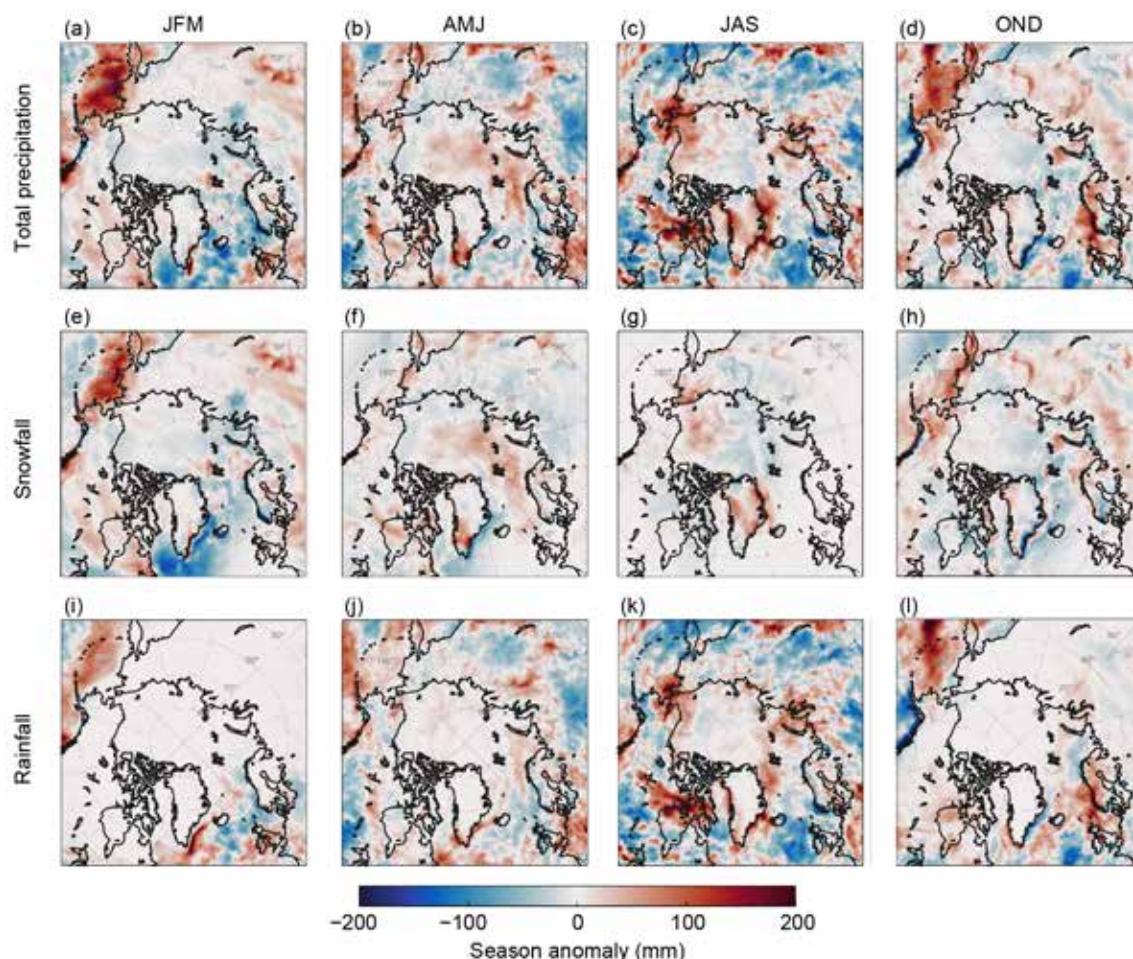 JFM AMJ JAS OND
(a) (b) (c) (d)
Total precipitation
(e) (f) (g) (h)
Snowfall
(i) (j) (k) (l)
Rainfall
−200 −100 0 100 200
Season anomaly (mm)